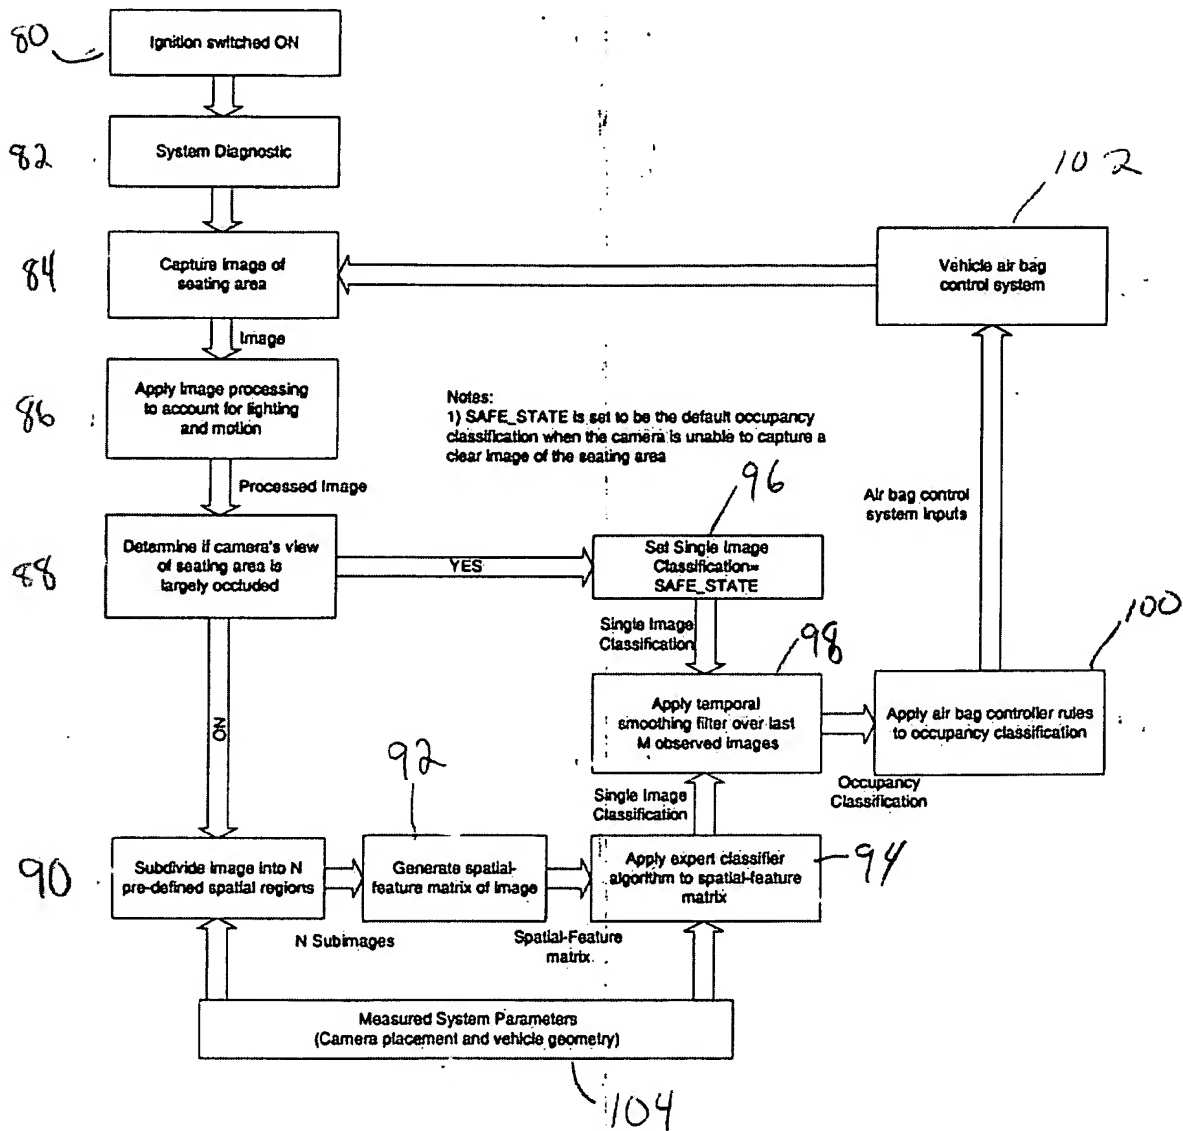 80
Ignition switched ON
82
System Diagnostic
102
84
Capture image of
seating area
Vehicle air bag
control system
Image
86
Apply image processing
to account for lighting
and motion
Notes:
1) SAFE_STATE is set to be the default occupancy
classification when the camera is unable to capture a
clear image of the seating area
Processed Image
96
Air bag control
system inputs
88
Determine if camera's view
of seating area is
largely occluded
YES
Set Single Image
Classification=
SAFE_STATE
100
Single Image
Classification
98
NO
Apply temporal
smoothing filter over last
M observed images
Apply air bag controller rules
to occupancy classification
92
Single Image
Classification
Occupancy
Classification
90
Subdivide image into N
pre-defined spatial regions
Generate spatial-
feature matrix of image
Apply expert classifier
algorithm to spatial-feature
matrix
94
N Subimages
Spatial-Feature
matrix
Measured System Parameters
(Camera placement and vehicle geometry)
104